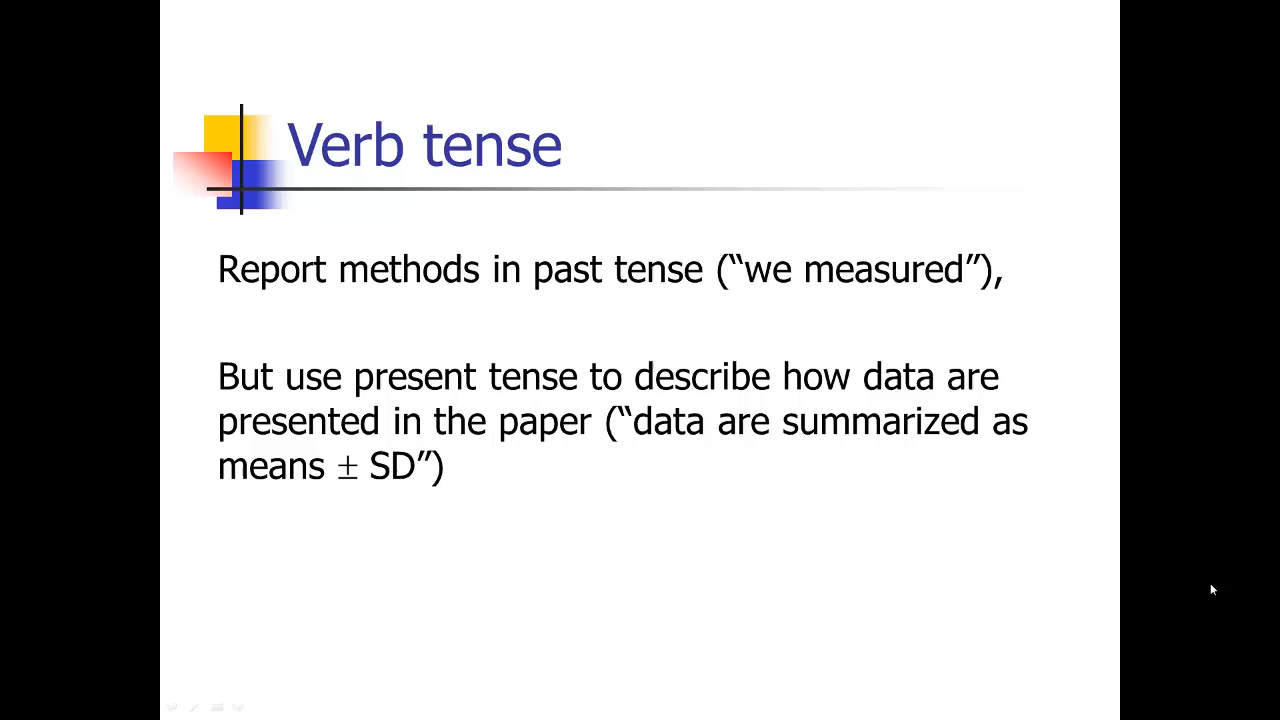 Verb tense
Report methods in past tense (“we measured”),
But use present tense to describe how data are
presented in the paper (“data are summarized as
means ± SD”)